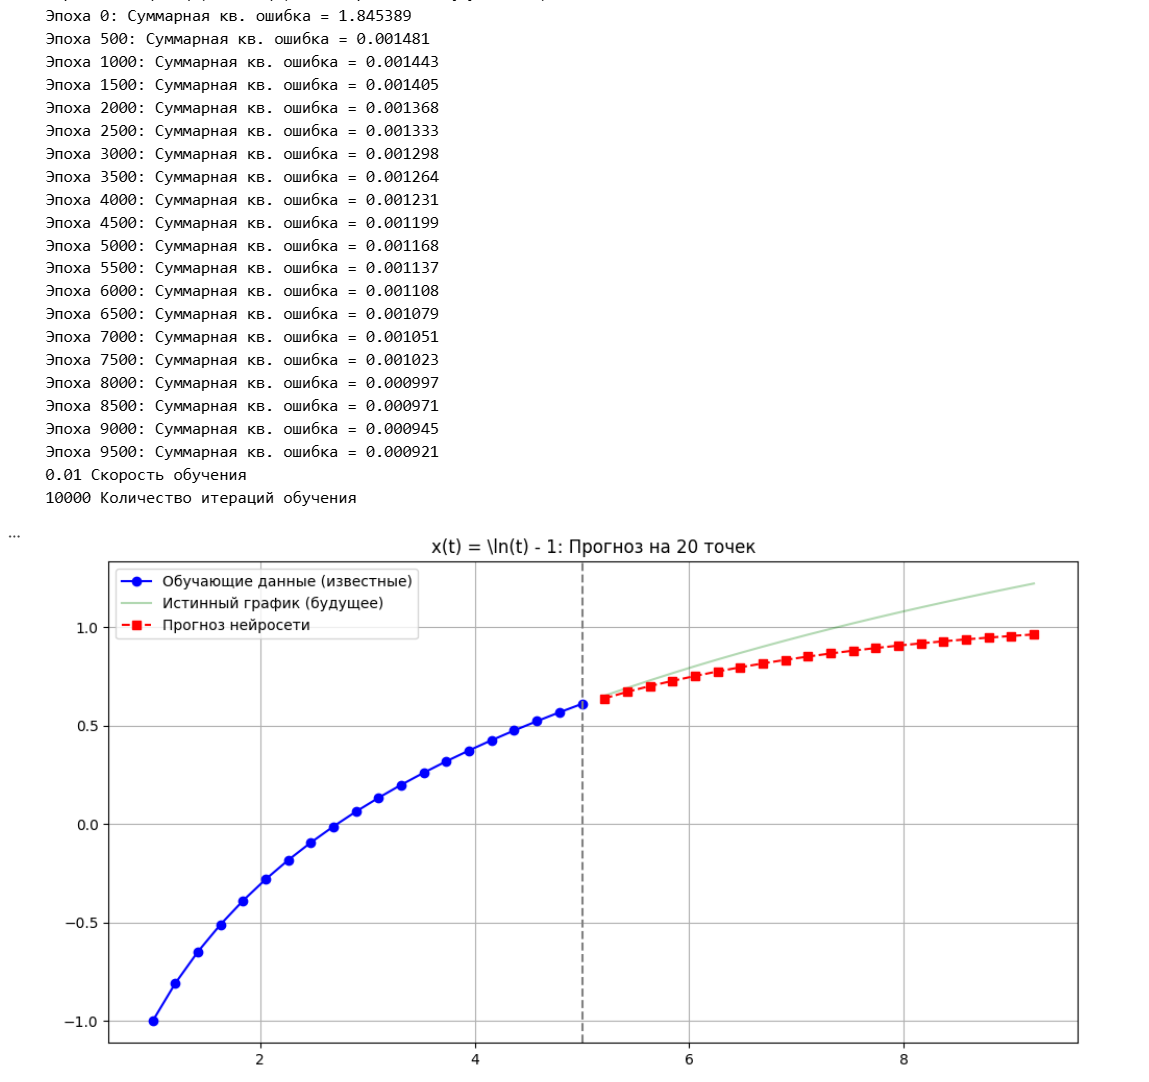 Эпоха 0: Суммарная кв. ошибка = 1.845389
Эпоха 500: Суммарная кв. ошибка = 0.001481
Эпоха 1000: Суммарная кв. ошибка = 0.001443
Эпоха 1500: Суммарная кв. ошибка = 0.001405
Эпоха 2000: Суммарная кв. ошибка = 0.001368
Эпоха 2500: Суммарная кв. ошибка = 0.001333
Эпоха 3000: Суммарная кв. ошибка = 0.001298
Эпоха 3500: Суммарная кв. ошибка = 0.001264
Эпоха 4000: Суммарная кв. ошибка = 0.001231
Эпоха 4500: Суммарная кв. ошибка = 0.001199
Эпоха 5000: Суммарная кв. ошибка = 0.001168
Эпоха 5500: Суммарная кв. ошибка = 0.001137
Эпоха 6000: Суммарная кв. ошибка = 0.001108
Эпоха 6500: Суммарная кв. ошибка = 0.001079
Эпоха 7000: Суммарная кв. ошибка = 0.001051
Эпоха 7500: Суммарная кв. ошибка = 0.001023
Эпоха 8000: Суммарная кв. ошибка = 0.000997
Эпоха 8500: Суммарная кв. ошибка = 0.000971
Эпоха 9000: Суммарная кв. ошибка = 0.000945
Эпоха 9500: Суммарная кв. ошибка = 0.000921
0.01 Скорость обучения
10000 Количество итераций обучения
...
x(t) = \ln(t) - 1: Прогноз на 20 точек
Обучающие данные (известные)
Истинный график (будущее)
Прогноз нейросети
1.0
0.5
0.0
−0.5
−1.0
2 4 6 8